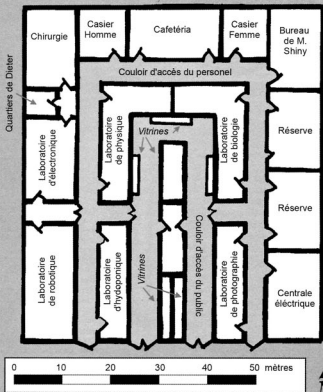 Chirurgie
Casier
Homme
Cafétéria
Casier
Femme
Bureau
de M.
Shiny
Couloir d'accès du personel
Quartiers de Dieter
Laboratoire
d'électronique
Laboratoire
de physique
Vitrines
Laboratoire
de biologie
Réserve
Réserve
Laboratoire
de robotique
Laboratoire
d'hydoponique
Vitrines
Couloir d'accès du public
Laboratoire
de photographie
Centrale
éléctrique
0 10 20 30 40 50 mètres